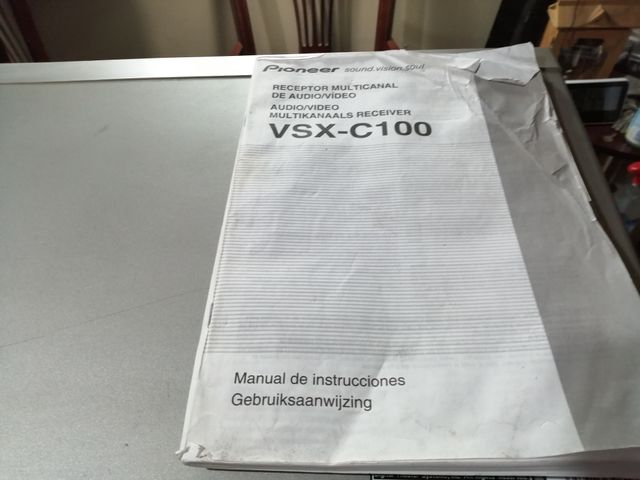 Pioneer sound.vision.soul
RECEPTOR MULTICANAL
DE AUDIO/VÍDEO
AUDIO/VIDEO
MULTIKANAALS RECEIVER
VSX-C100
Manual de instrucciones
Gebruiksaanwijzing